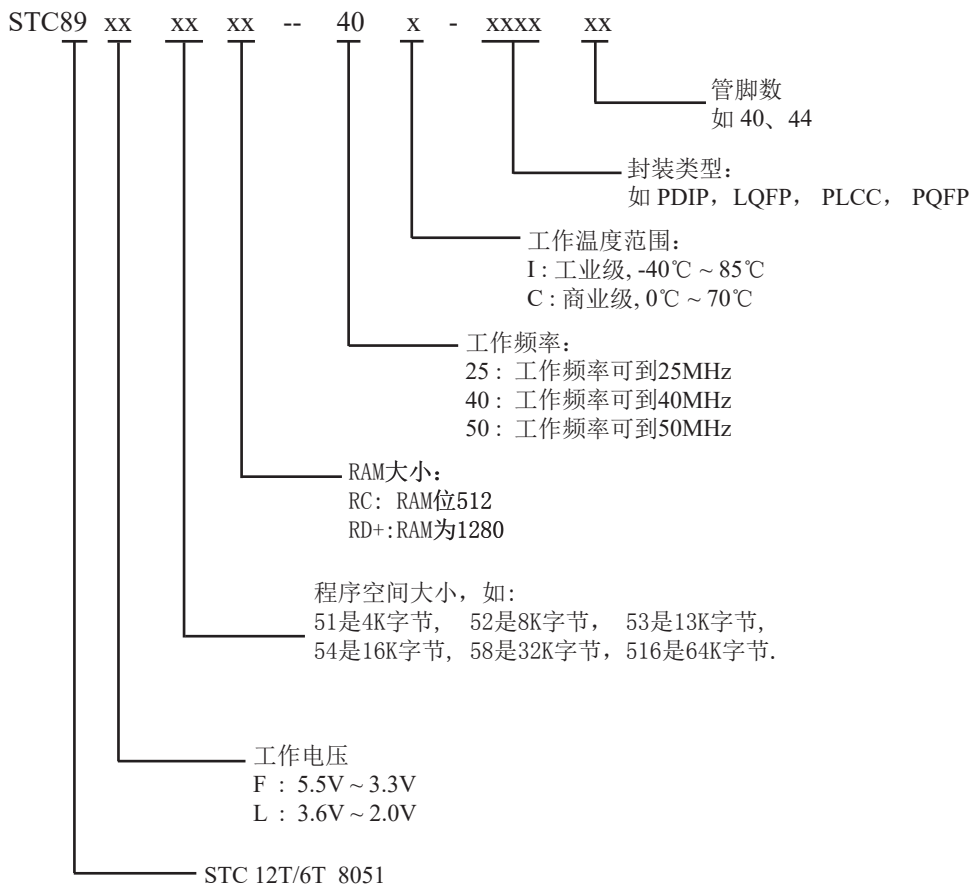 STC89 xx xx xx -- 40 x - xxxx xx
管脚数
如 40、44
封装类型：
如 PDIP，LQFP， PLCC， PQFP
工作温度范围：
I : 工业级, -40℃ ~ 85℃
C : 商业级, 0℃ ~ 70℃
工作频率：
25 : 工作频率可到25MHz
40 : 工作频率可到40MHz
50 : 工作频率可到50MHz
RAM大小：
RC: RAM位512
RD+:RAM为1280
程序空间大小，如:
51是4K字节, 52是8K字节， 53是13K字节,
54是16K字节, 58是32K字节，516是64K字节.
工作电压
F : 5.5V ~ 3.3V
L : 3.6V ~ 2.0V
STC 12T/6T 8051